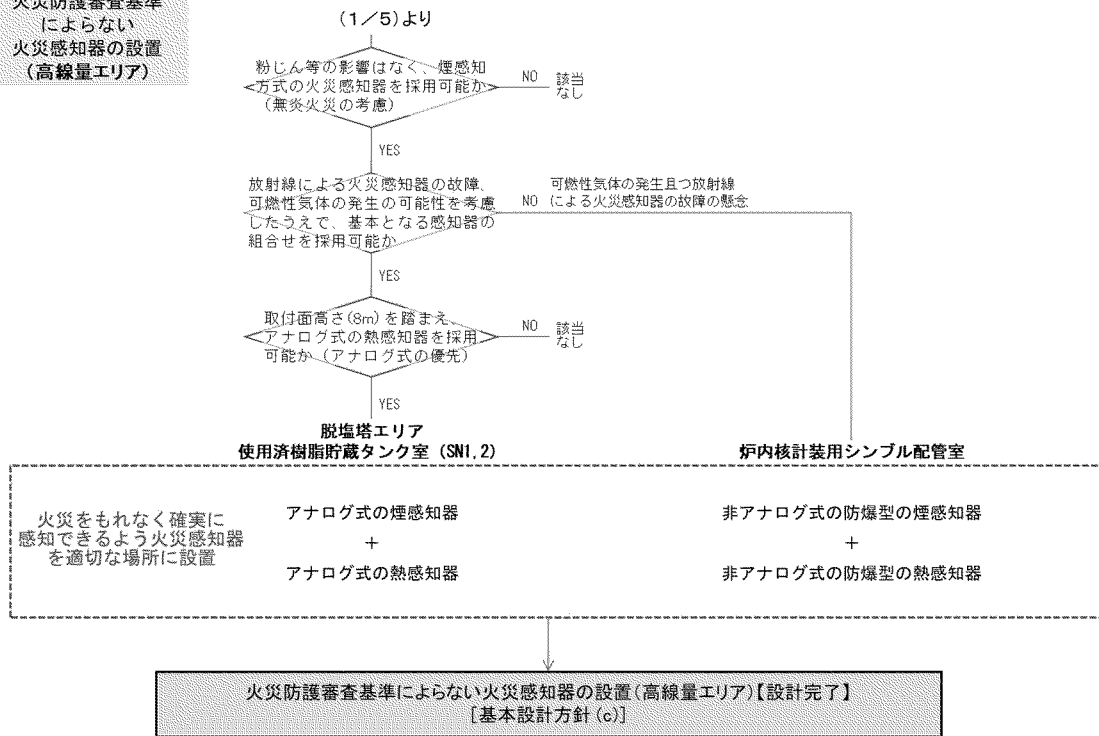 火災防護審査基準
によらない
火災感知器の設置
(高線量エリア)
(1/5)より
粉じん等の影響はなく、煙感知
方式の火災感知器を採用可能か
(無炎火災の考慮)
NO
該当
なし
YES
放射線による火災感知器の故障、
可燃性気体の発生の可能性を考慮
したうえで、基本となる感知器の
組合せを採用可能か
NO
可燃性気体の発生且つ放射線
による火災感知器の故障の懸念
YES
取付面高さ(8m)を踏まえ、
アナログ式の熱感知器を採用
可能か(アナログ式の優先)
NO
該当
なし
YES
脱塩塔エリア
使用済樹脂貯蔵タンク室(SN1,2)
炉内核計装用シンブル配管室
火災をもれなく確実に
感知できるよう火災感知器
を適切な場所に設置
アナログ式の煙感知器
+
アナログ式の熱感知器
非アナログ式の防爆型の煙感知器
+
非アナログ式の防爆型の熱感知器
火災防護審査基準によらない火災感知器の設置(高線量エリア)【設計完了】
[基本設計方針(c)]